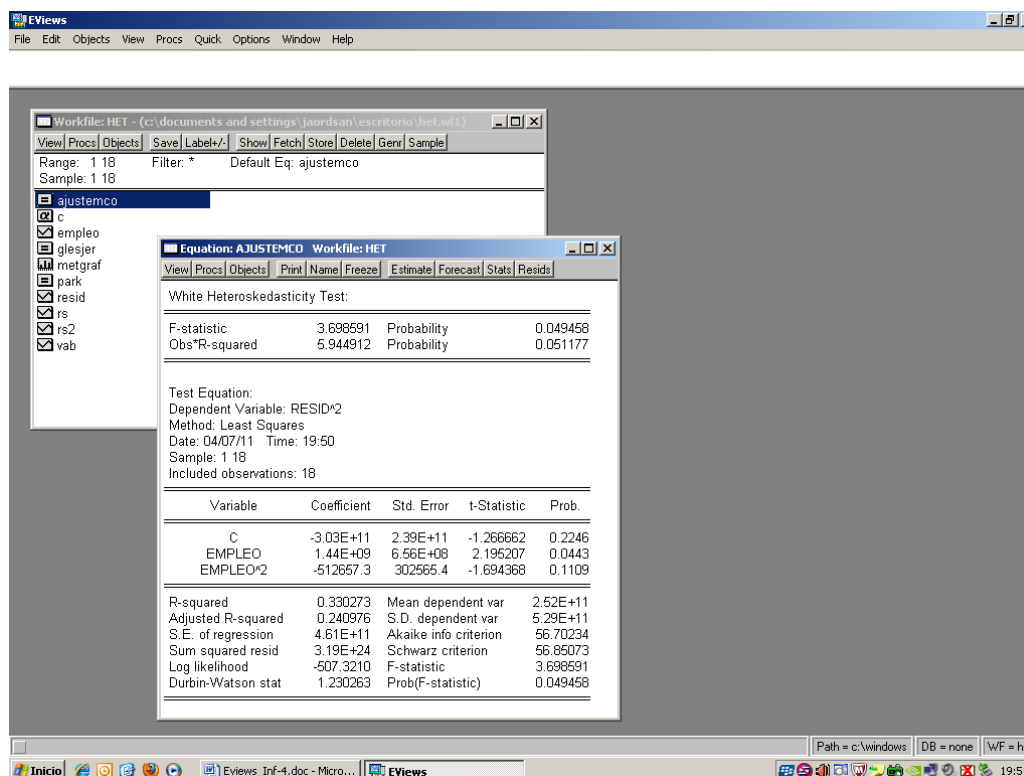 EViews
File Edit Objects View Procs Quick Options Window Help
Workfile: HET - (c:\documents and settings\jaordsan\escritorio\het.wf1)
View Procs Objects Save Label+/- Show Fetch Store Delete Genr Sample
Range: 1 18 Filter: * Default Eq: ajustemco
Sample: 1 18
ajustemco
c
empleo
glesjer
metgraf
park
resid
rs
rs2
vab
Equation: AJUSTEMCO Workfile: HET
View Procs Objects Print Name Freeze Estimate Forecast Stats Resids
White Heteroskedasticity Test:
F-statistic 3.698591 Probability 0.049458
Obs*R-squared 5.944912 Probability 0.051177
Test Equation:
Dependent Variable: RESID^2
Method: Least Squares
Date: 04/07/11 Time: 19:50
Sample: 1 18
Included observations: 18
Variable Coefficient Std. Error t-Statistic Prob.
C -3.03E+11 2.39E+11 -1.266662 0.2246
EMPLEO 1.44E+09 6.56E+08 2.195207 0.0443
EMPLEO^2 -512657.3 302565.4 -1.694368 0.1109
R-squared 0.330273 Mean dependent var 2.52E+11
Adjusted R-squared 0.240976 S.D. dependent var 5.29E+11
S.E. of regression 4.61E+11 Akaike info criterion 56.70234
Sum squared resid 3.19E+24 Schwarz criterion 56.85073
Log likelihood -507.3210 F-statistic 3.698591
Durbin-Watson stat 1.230263 Prob(F-statistic) 0.049458
Path = c:\windows DB = none WF = h
Inicio Eviews_Inf-4.doc - Micro... EViews 19:5